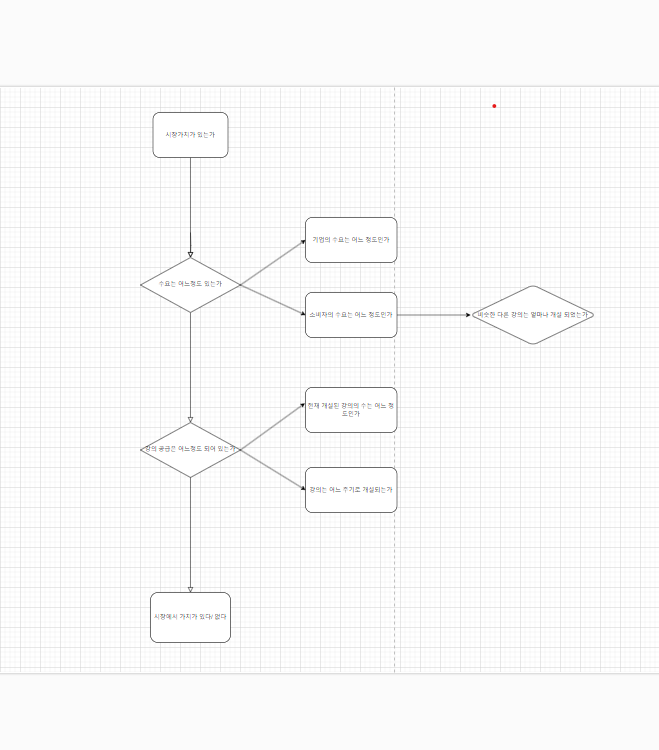 시장가치가 있는가
기업의 수요는 어느 정도인가
수요는 어느정도 있는가
소비자의 수요는 어느 정도인가
비슷한 다른 강의는 얼마나 개설 되었는가
현재 개설된 강의의 수는 어느 정
도인가
강의 공급은 어느정도 되어 있는가
강의는 어느 주기로 개설되는가
시장에서 가치가 있다/ 없다